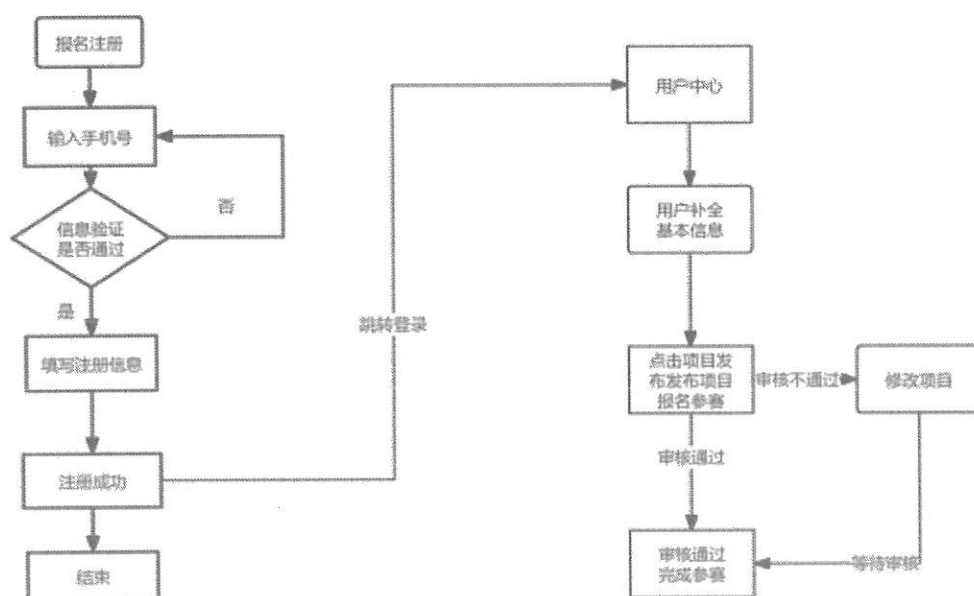 报名注册
输入手机号
否
信息验证
是否通过
是
填写注册信息
注册成功
结束
跳转登录
用户中心
用户补全
基本信息
点击项目发
布发布项目
报名参赛
审核不通过
修改项目
审核通过
审核通过
完成参赛
等待审核